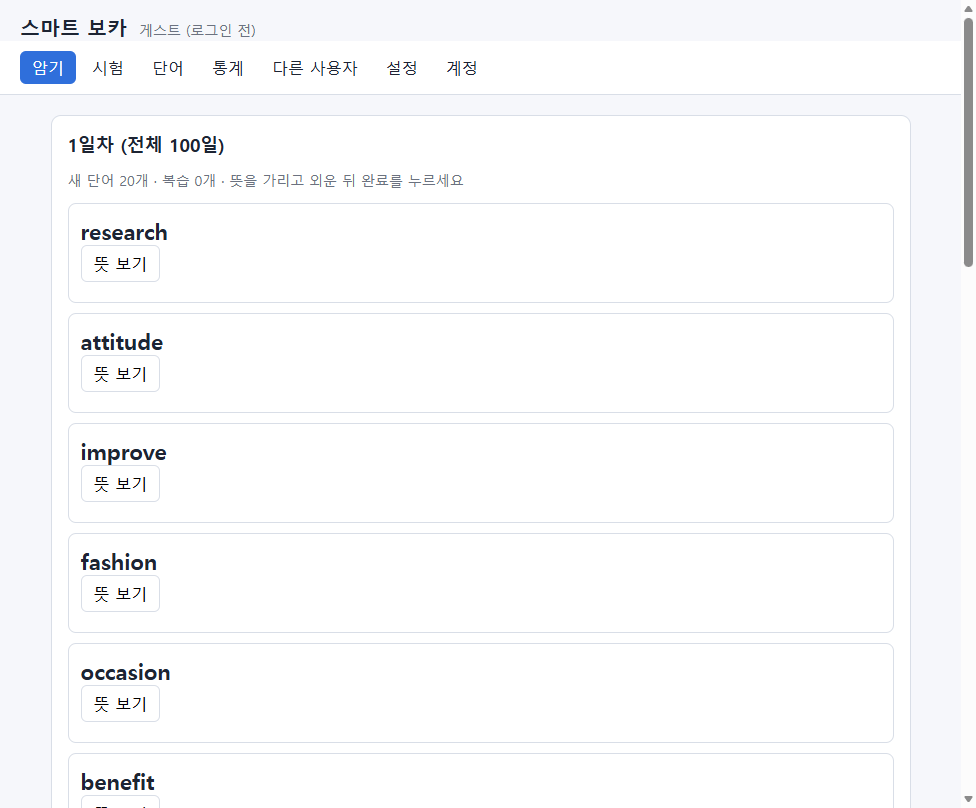 스마트 보카 게스트 (로그인 전)
암기 시험 단어 통계 다른 사용자 설정 계정
1일차 (전체 100일)
새 단어 20개 · 복습 0개 · 뜻을 가리고 외운 뒤 완료를 누르세요
research
뜻 보기
attitude
뜻 보기
improve
뜻 보기
fashion
뜻 보기
occasion
뜻 보기
benefit